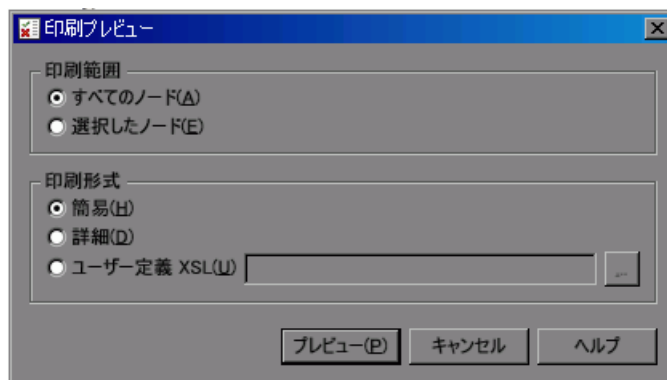 印刷プレビュー
印刷範囲
すべてのノード(A)
選択したノード(E)
印刷形式
簡易(H)
詳細(D)
ユーザー定義 XSL(U)
...
プレビュー(P) キャンセル ヘルプ